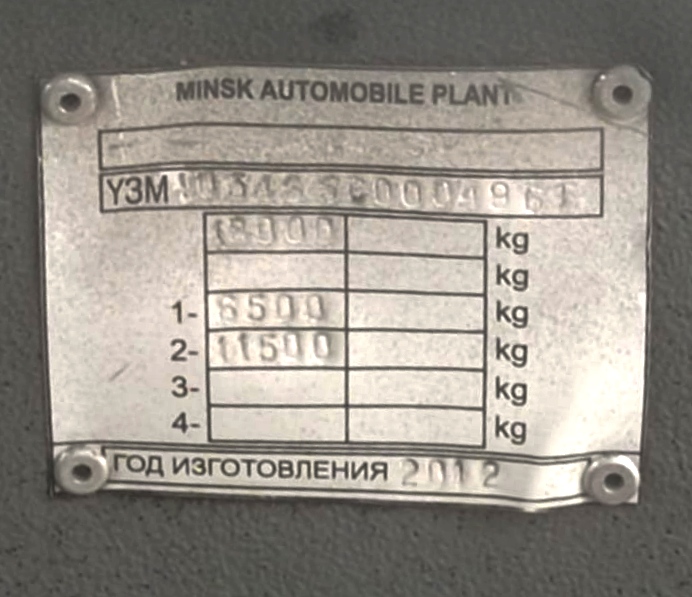 MINSK AUTOMOBILE PLANT
УЗМ
18000 kg
kg
1- 6500 kg
2- 11500 kg
3- kg
4- kg
ГОД ИЗГОТОВЛЕНИЯ 2012